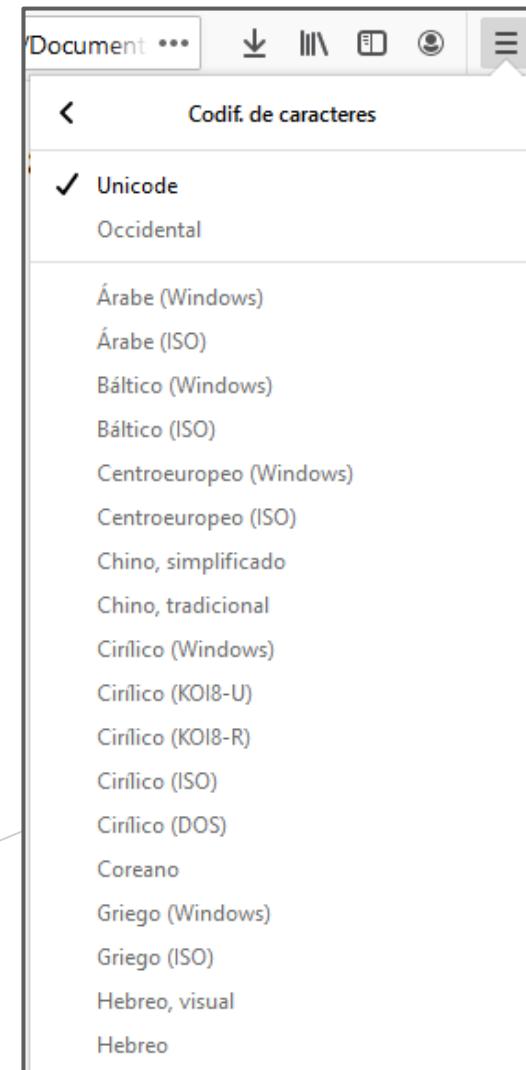 /Document
Codif. de caracteres
Unicode
Occidental
Árabe (Windows)
Árabe (ISO)
Báltico (Windows)
Báltico (ISO)
Centroeuropeo (Windows)
Centroeuropeo (ISO)
Chino, simplificado
Chino, tradicional
Cirílico (Windows)
Cirílico (KOI8-U)
Cirílico (KOI8-R)
Cirílico (ISO)
Cirílico (DOS)
Coreano
Griego (Windows)
Griego (ISO)
Hebreo, visual
Hebreo